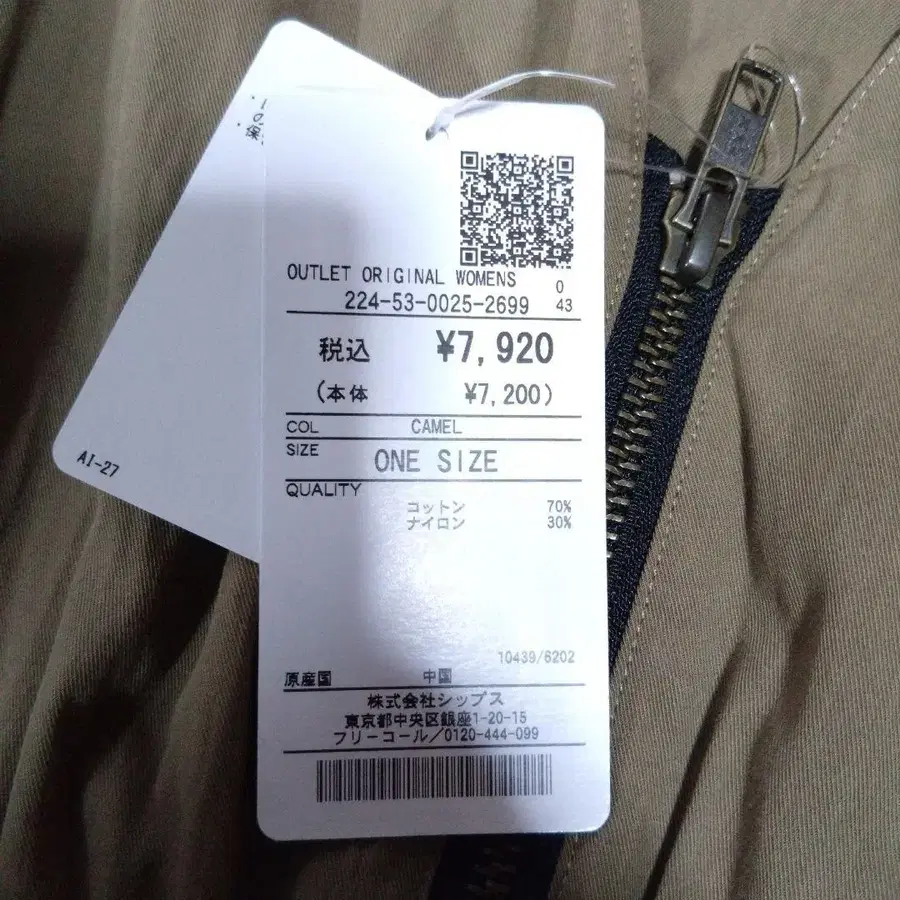 OUTLET ORIGINAL WOMENS 0
224-53-0025-2699 43
税込 ¥7,920
(本体 ¥7,200)
COL CAMEL
SIZE ONE SIZE
QUALITY
コットン 70%
ナイロン 30%
10439/6202
原産国 中国
株式会社シップス
東京都中央区銀座1-20-15
フリーコール/0120-444-099
AI-27